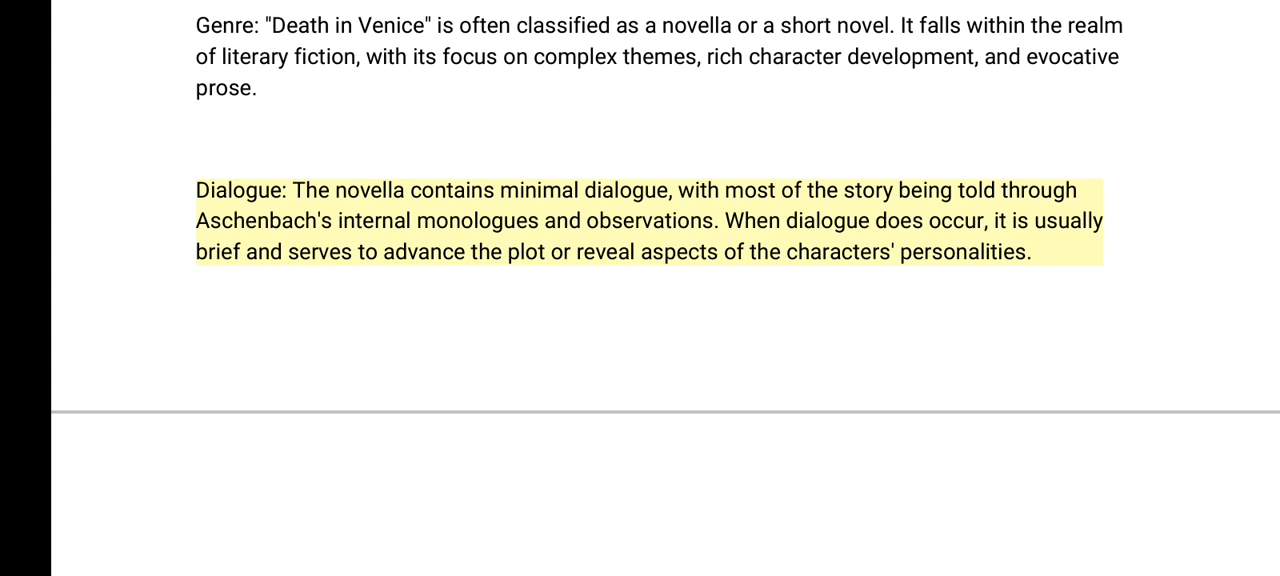 Genre: "Death in Venice" is often classified as a novella or a short novel. It falls within the realm
of literary fiction, with its focus on complex themes, rich character development, and evocative
prose.
Dialogue: The novella contains minimal dialogue, with most of the story being told through
Aschenbach's internal monologues and observations. When dialogue does occur, it is usually
brief and serves to advance the plot or reveal aspects of the characters' personalities.